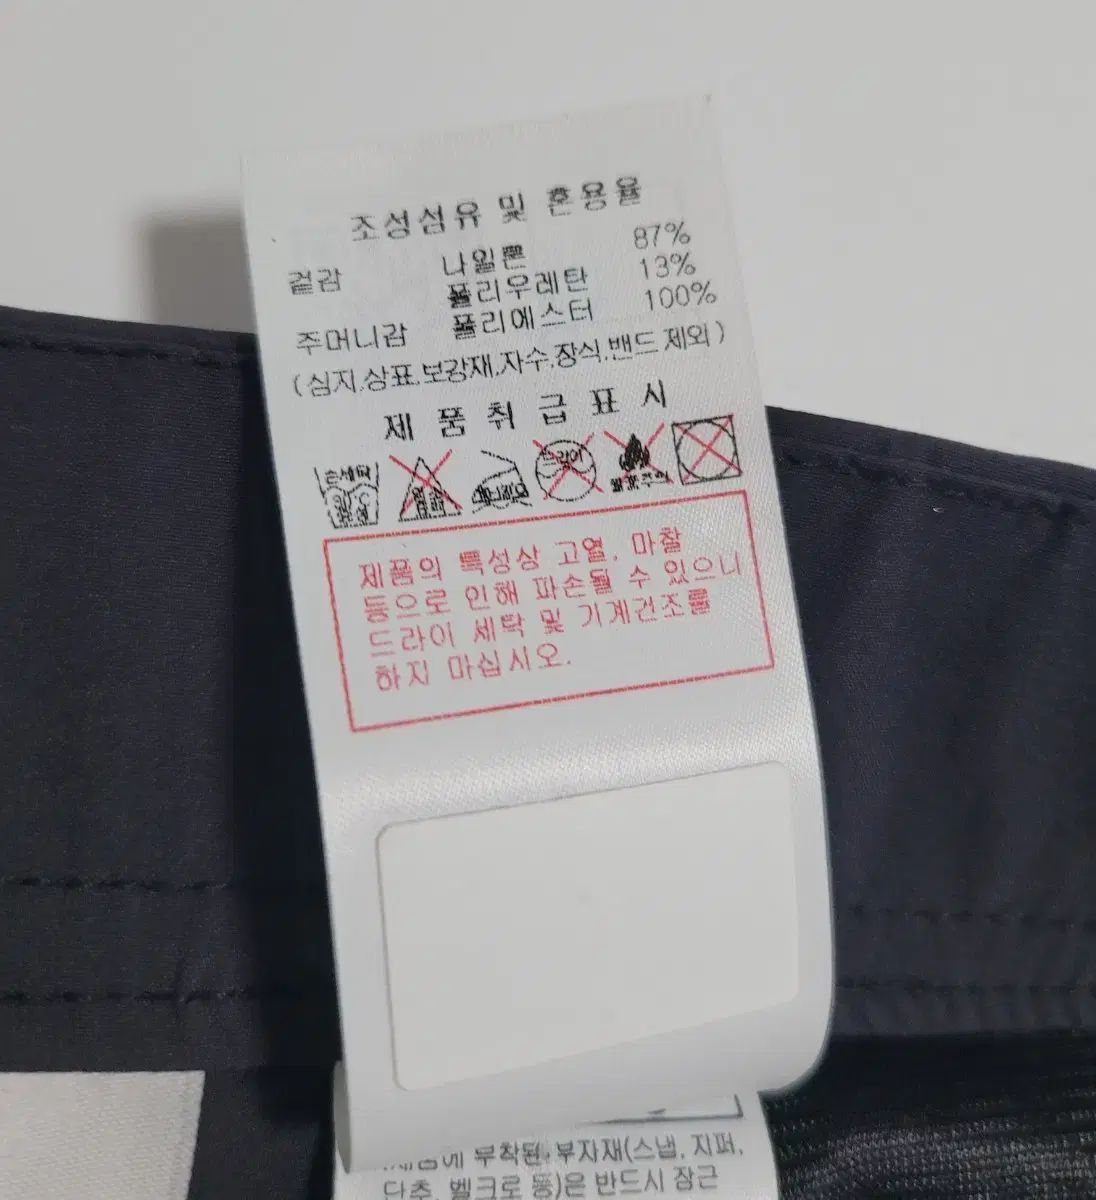 조성섬유 및 혼용율
겉감 나일론 87%
폴리우레탄 13%
주머니감 폴리에스터 100%
(심지,상표,보강재,자수,장식,밴드 제외)
제 품 취 급 표 시
손세탁
드라이
제품의 특성상 고열, 마찰
등으로 인해 파손될 수 있으니
드라이 세탁 및 기계건조를
하지 마십시오.
부착된 부자재(스냅, 지퍼,
단추, 벨크로 등)은 반드시 잠근